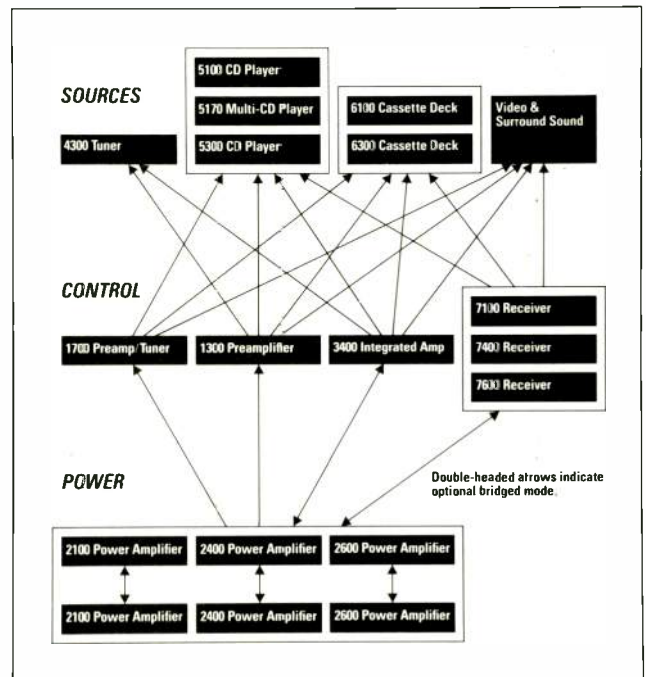 SOURCES
5100 CD Player
5170 Multi-CD Player
5300 CD Player
6100 Cassette Deck
6300 Cassette Deck
Video &
Surround Sound
4300 Tuner
CONTROL
1700 Preamp/Tuner
1300 Preamplifier
3400 Integrated Amp
7100 Receiver
7400 Receiver
7600 Receiver
POWER
Double-headed arrows indicate
optional bridged mode.
2100 Power Amplifier
2400 Power Amplifier
2600 Power Amplifier
2100 Power Amplifier
2400 Power Amplifier
2600 Power Amplifier